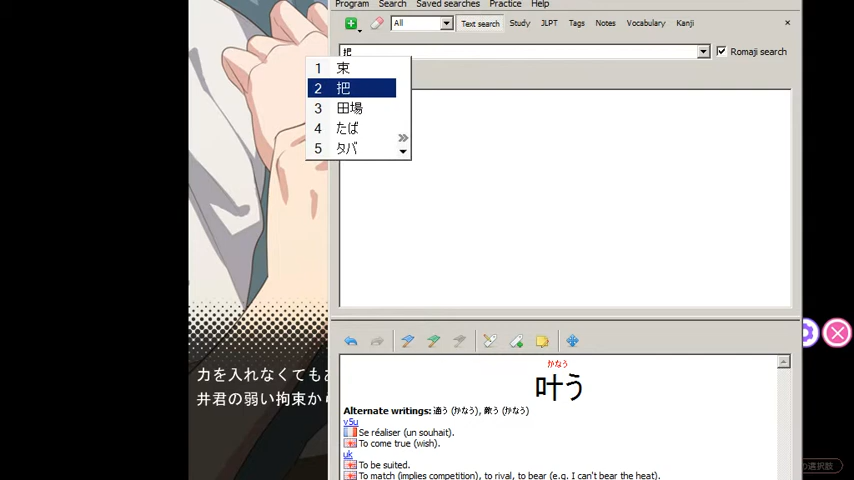 Program Search Saved searches Practice Help
All Text search Study JLPT Tags Notes Vocabulary Kanji
把 Romaji search
1 束
2 把
3 田場
4 たば
5 タバ
力を入れなくても
井君の弱い拘束か
かなう
叶う
Alternate writings: 適う (かなう), 敵う (かなう)
v5u
Se réaliser (un souhait).
To come true (wish).
uk
To be suited.
To match (implies competition), to rival, to bear (e.g. I can't bear the heat).
の選択肢